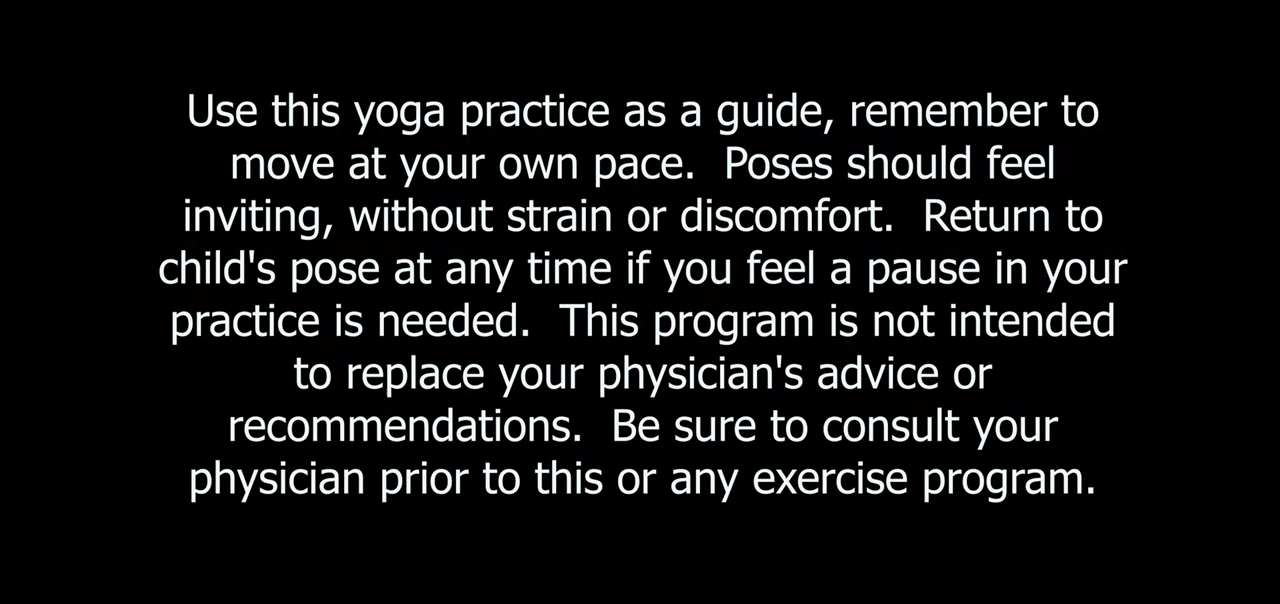 Use this yoga practice as a guide, remember to
move at your own pace.  Poses should feel
inviting, without strain or discomfort.  Return to
child's pose at any time if you feel a pause in your
practice is needed.  This program is not intended
to replace your physician's advice or
recommendations.  Be sure to consult your
physician prior to this or any exercise program.